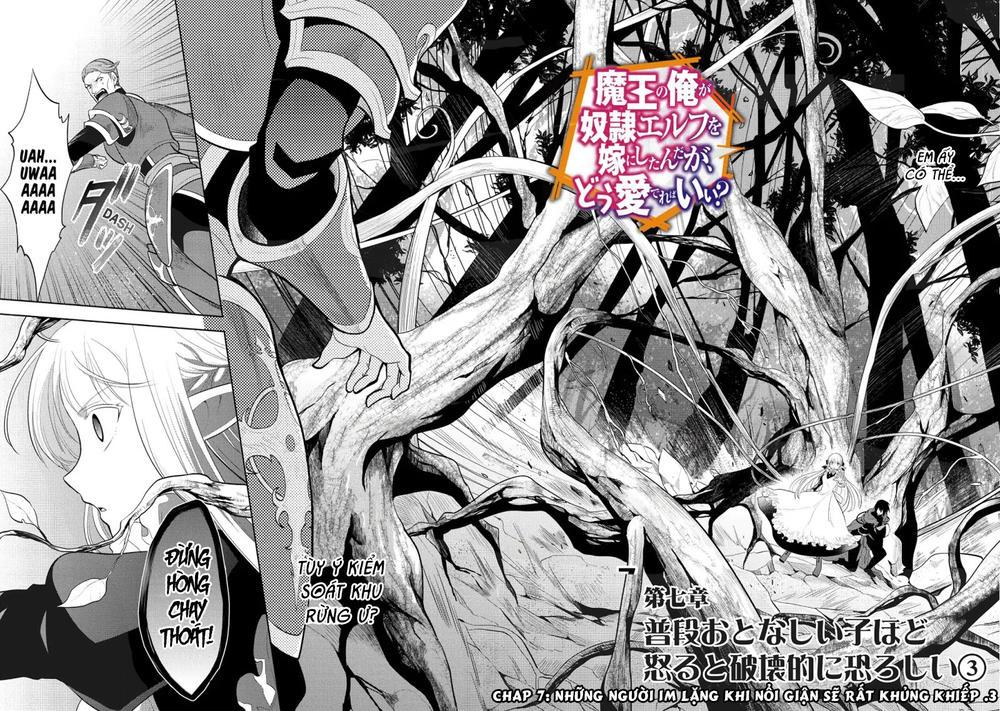 魔王の俺が
奴隷エルフを
嫁にしたんだが、
どう愛でればいい?
EM ẤY,
CÓ THỂ...
TÙY Ý KIỂM
SOÁT KHU
RỪNG Ư?
第七章
普段おとなしい子ほど
怒ると破壊的に恐ろしい③
CHAP 7: NHỮNG NGƯỜI IM LẶNG KHI NỔI GIẬN SẼ RẤT KHỦNG KHIẾP .3
UAH...
UWAA
AAAAA
AAAA
ダッ
DASH
ĐỪNG
HÒNG
CHẠY
THOÁT!